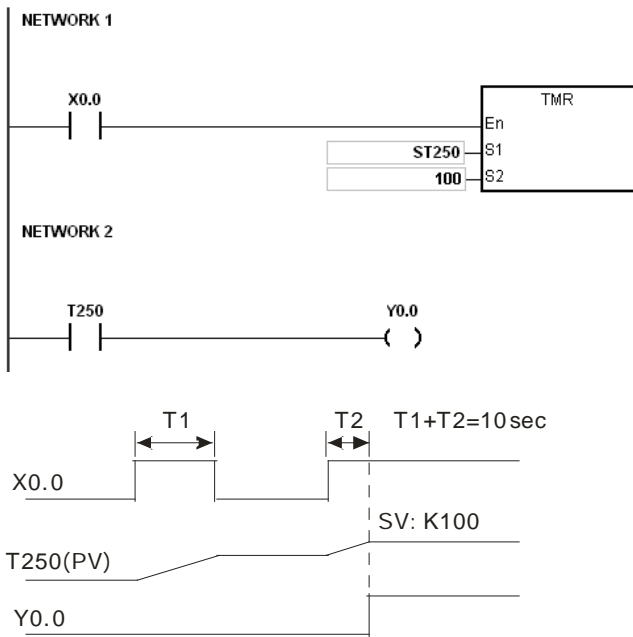 NETWORK 1
X0.0
TMR
En
ST250 S1
100 S2
NETWORK 2
T250 Y0.0
T1 T2 T1+T2=10sec
X0.0
SV: K100
T250(PV)
Y0.0